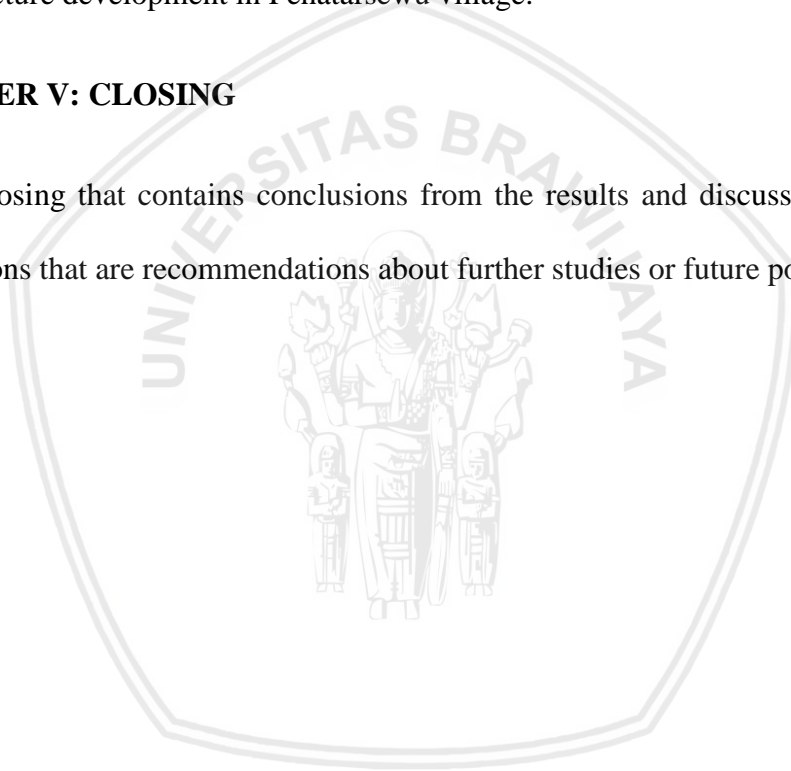 cture development in Penatarsewu village.
ER V: CLOSING
osing that contains conclusions from the results and discuss
ons that are recommendations about further studies or future po
UNIVERSITAS BRAWIJAYA